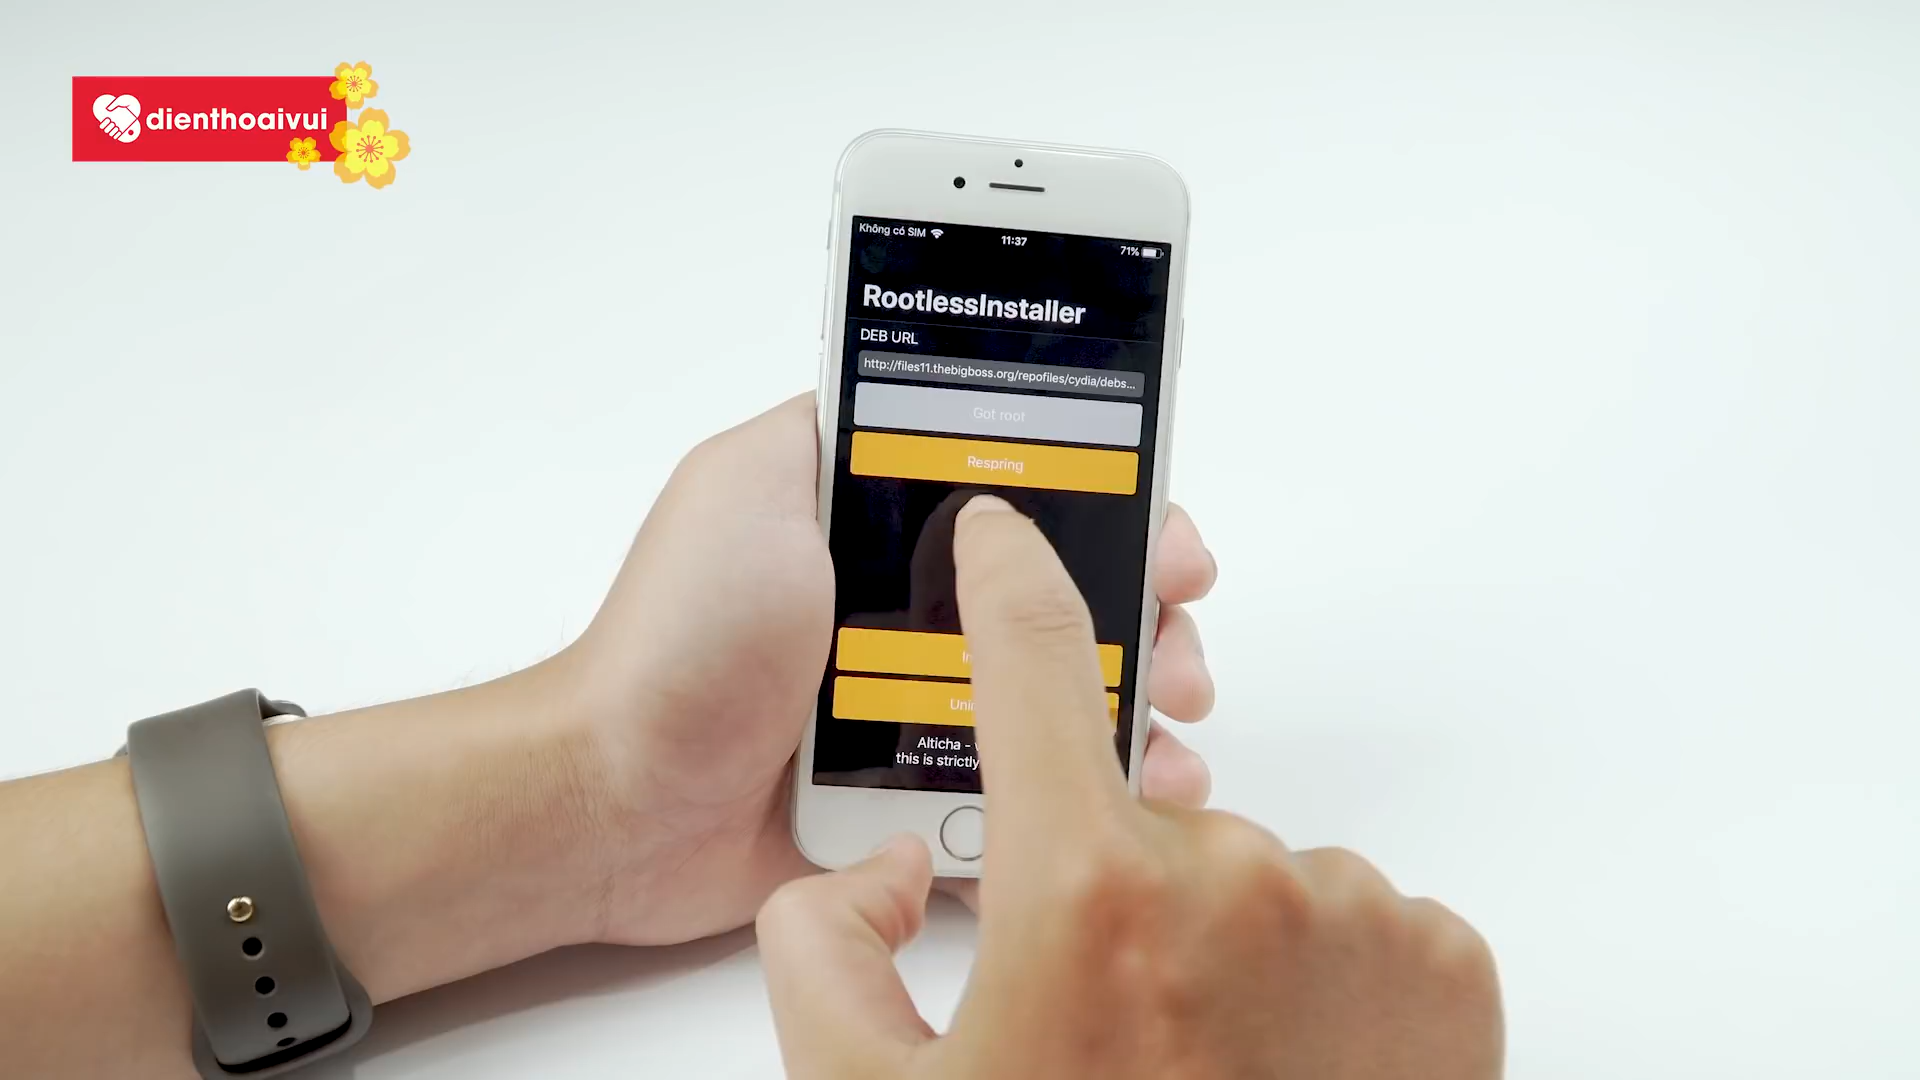 dienthoaivui
Không có SIM
11:37
71%
RootlessInstaller
DEB URL
http://files11.thebigboss.org/repofiles/cydia/debs...
Got root
Respring
Alticha -
this is strictly